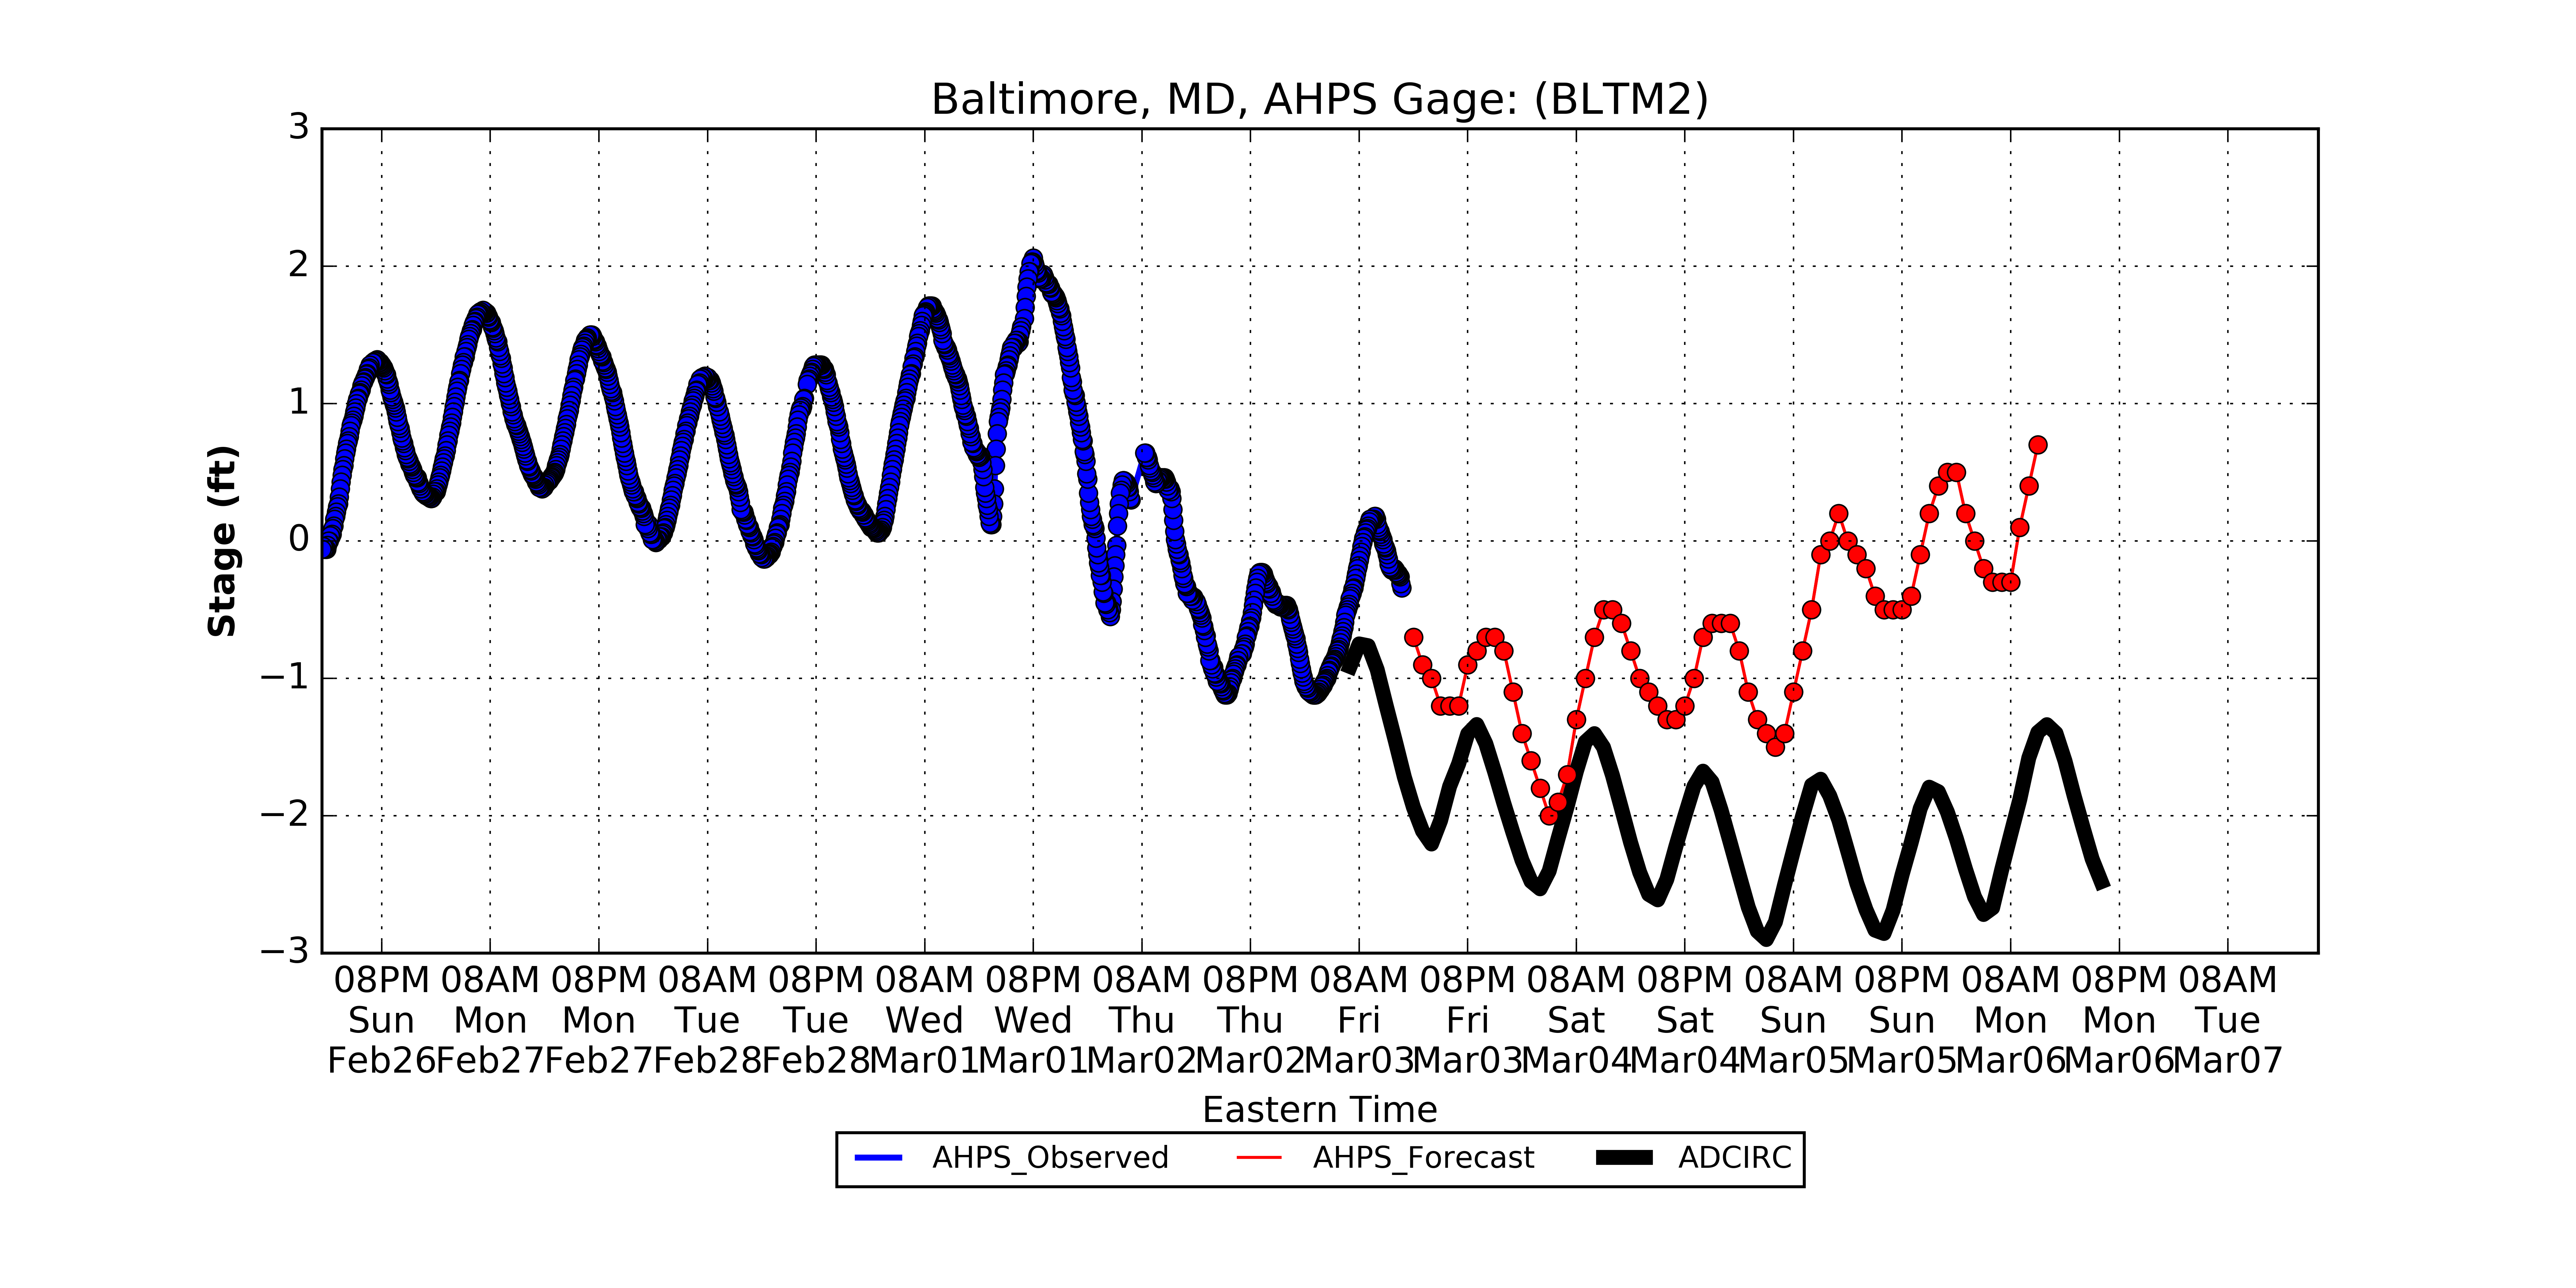 Baltimore, MD, AHPS Gage: (BLTM2)
3
2
1
0
−1
−2
−3
Stage (ft)
08PM 08AM 08PM 08AM 08PM 08AM 08PM 08AM 08PM 08AM 08PM 08AM 08PM 08AM 08PM 08AM 08PM 08AM
Sun Mon Mon Tue Tue Wed Wed Thu Thu Fri Fri Sat Sat Sun Sun Mon Mon Tue
Feb26 Feb27 Feb27 Feb28 Feb28 Mar01 Mar01 Mar02 Mar02 Mar03 Mar03 Mar04 Mar04 Mar05 Mar05 Mar06 Mar06 Mar07
Eastern Time
AHPS_Observed AHPS_Forecast ADCIRC